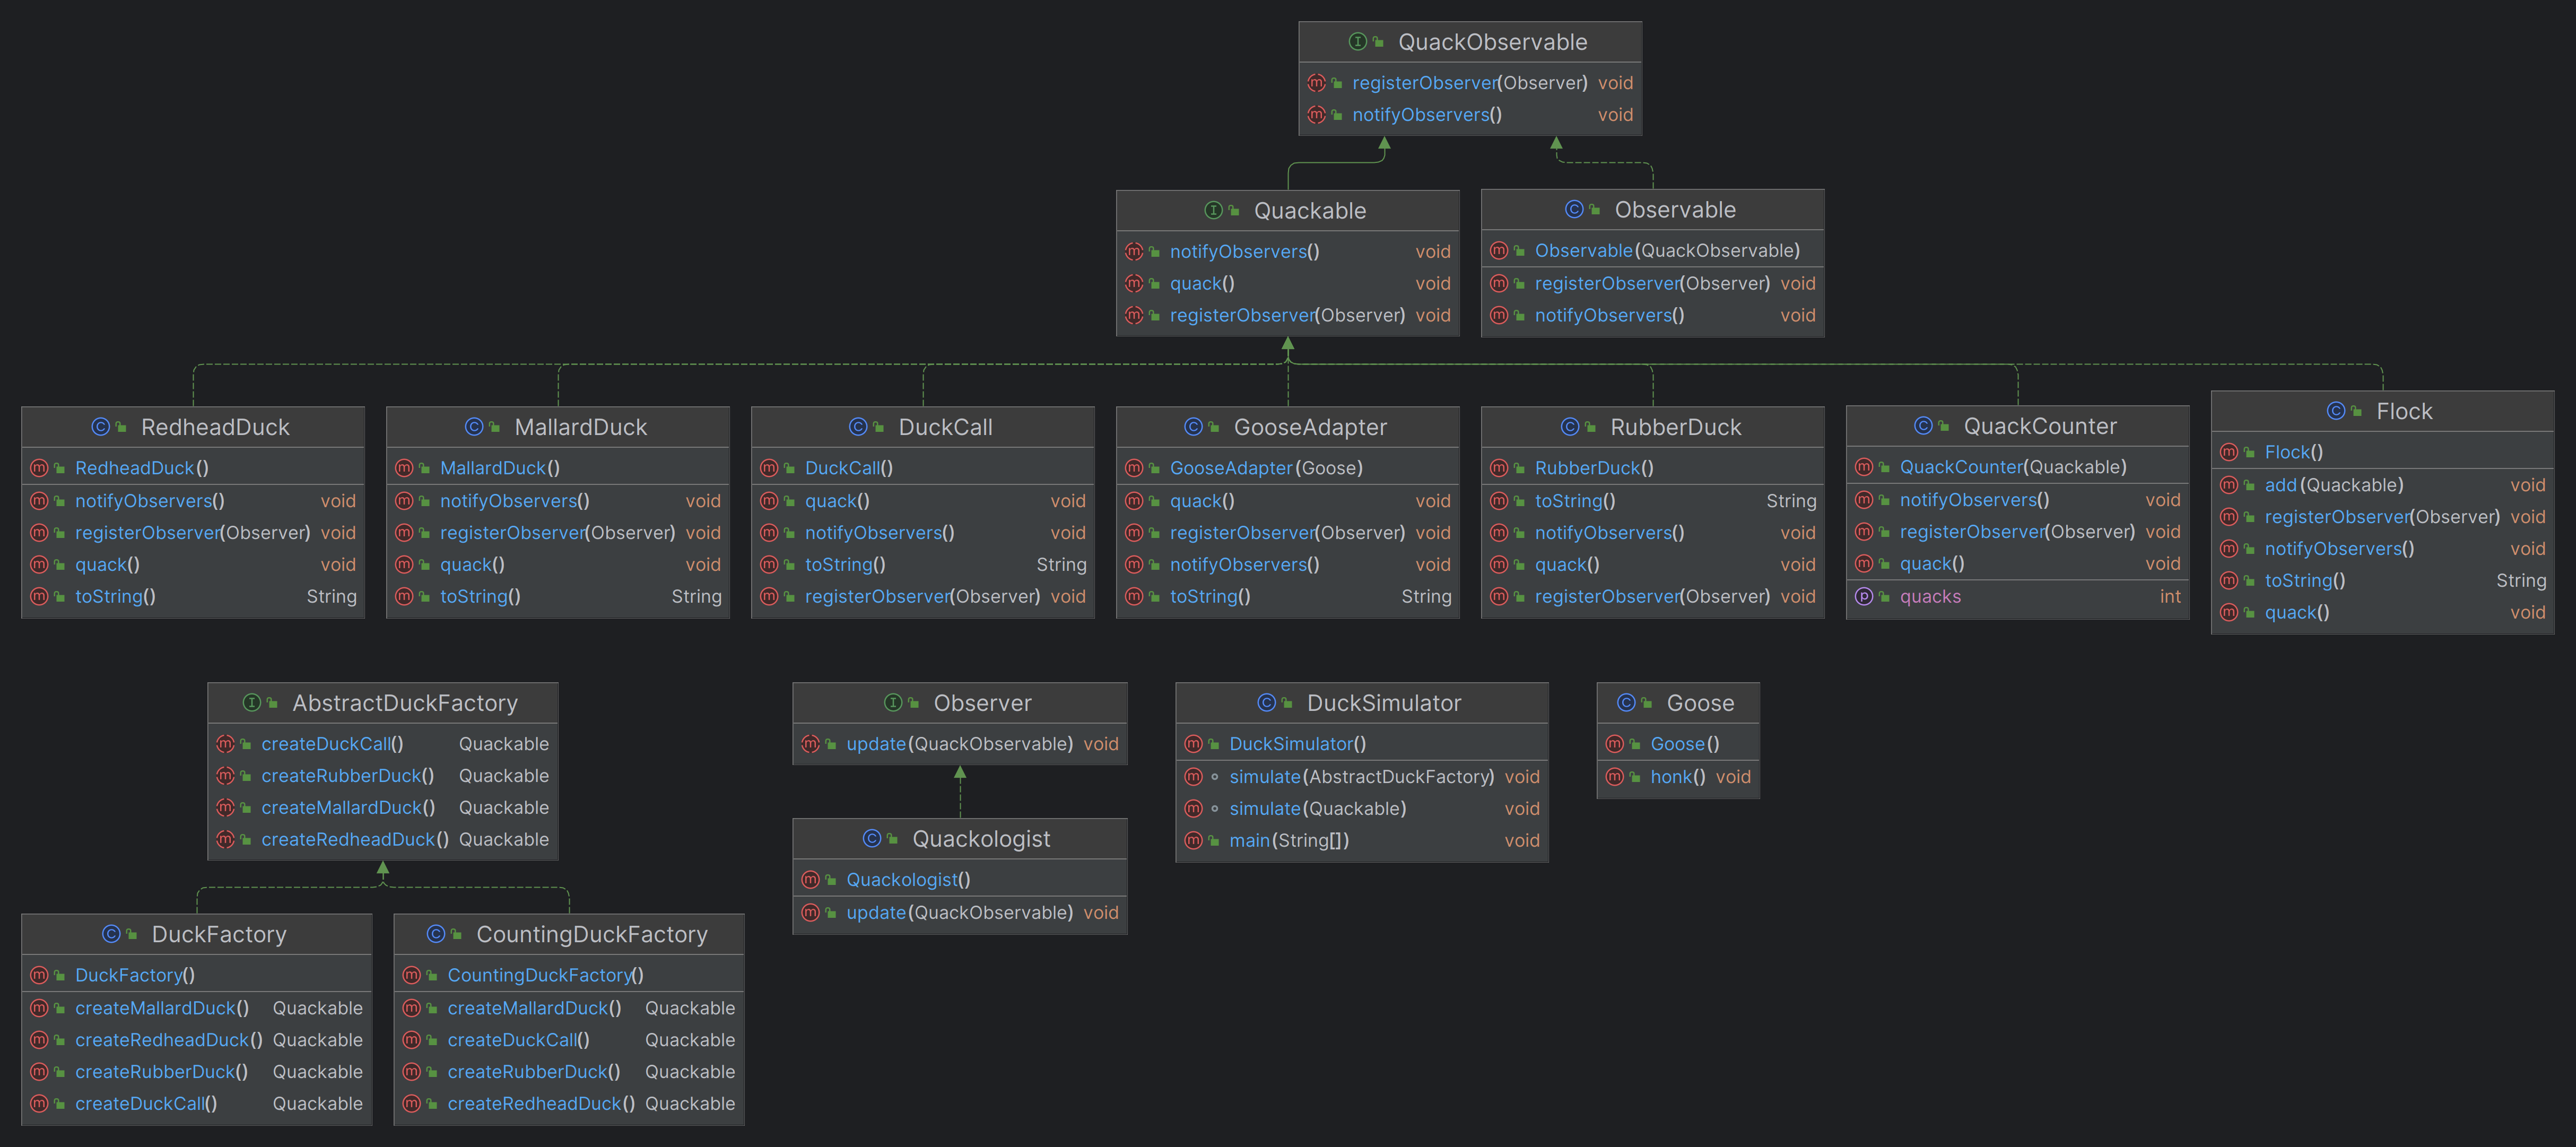 QuackObservable
registerObserver(Observer) void
notifyObservers() void
Quackable
notifyObservers() void
quack() void
registerObserver(Observer) void
Observable
Observable(QuackObservable)
registerObserver(Observer) void
notifyObservers() void
RedheadDuck
RedheadDuck()
notifyObservers() void
registerObserver(Observer) void
quack() void
toString() String
MallardDuck
MallardDuck()
notifyObservers() void
registerObserver(Observer) void
quack() void
toString() String
DuckCall
DuckCall()
quack() void
notifyObservers() void
toString() String
registerObserver(Observer) void
GooseAdapter
GooseAdapter(Goose)
quack() void
registerObserver(Observer) void
notifyObservers() void
toString() String
RubberDuck
RubberDuck()
toString() String
notifyObservers() void
quack() void
registerObserver(Observer) void
QuackCounter
QuackCounter(Quackable)
notifyObservers() void
registerObserver(Observer) void
quack() void
quacks int
Flock
Flock()
add(Quackable) void
registerObserver(Observer) void
notifyObservers() void
toString() String
quack() void
AbstractDuckFactory
createDuckCall() Quackable
createRubberDuck() Quackable
createMallardDuck() Quackable
createRedheadDuck() Quackable
Observer
update(QuackObservable) void
DuckSimulator
DuckSimulator()
simulate(AbstractDuckFactory) void
simulate(Quackable) void
main(String[]) void
Goose
Goose()
honk() void
Quackologist
Quackologist()
update(QuackObservable) void
DuckFactory
DuckFactory()
createMallardDuck() Quackable
createRedheadDuck() Quackable
createRubberDuck() Quackable
createDuckCall() Quackable
CountingDuckFactory
CountingDuckFactory()
createMallardDuck() Quackable
createDuckCall() Quackable
createRubberDuck() Quackable
createRedheadDuck() Quackable